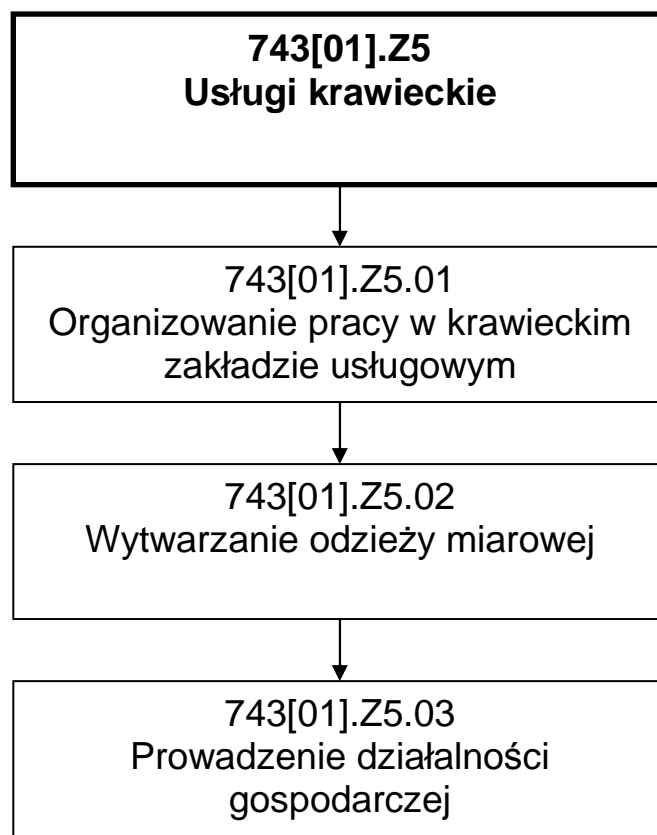 743[01].Z5
Usługi krawieckie
743[01].Z5.01
Organizowanie pracy w krawieckim
zakładzie usługowym
743[01].Z5.02
Wytwarzanie odzieży miarowej
743[01].Z5.03
Prowadzenie działalności
gospodarczej